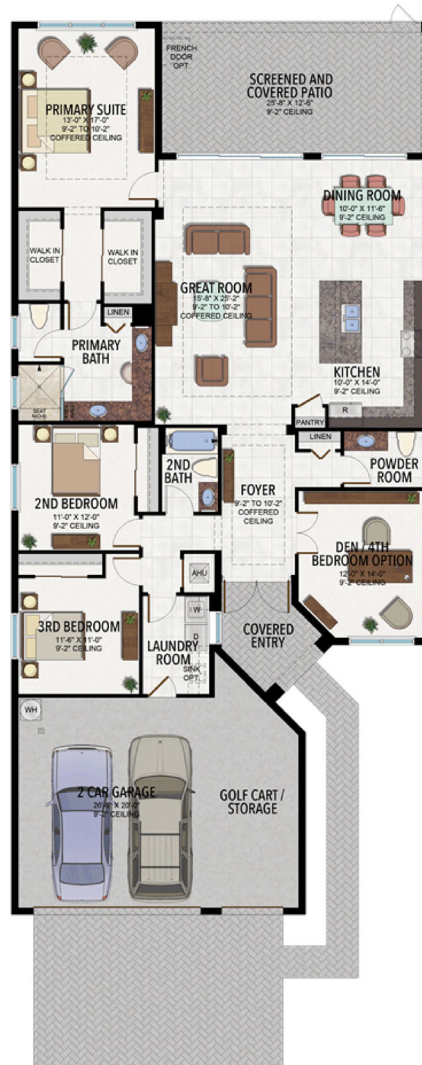 FRENCH
DOOR
OPT.
SCREENED AND
COVERED PATIO
25'-8" X 12'-6"
9'-2" CEILING
PRIMARY SUITE
13'-0" X 17'-0"
9'-2" TO 10'-2"
COFFERED CEILING
DINING ROOM
10'-0" X 11'-6"
9'-2" CEILING
WALK IN
CLOSET
WALK IN
CLOSET
GREAT ROOM
15'-8" X 25'-2"
9'-2" TO 10'-2"
COFFERED CEILING
LINEN
PRIMARY
BATH
KITCHEN
10'-0" X 14'-0"
9'-2" CEILING
SEAT
NICHE
R
PANTRY
LINEN
POWDER
ROOM
2ND
BATH
FOYER
9'-2" TO 10'-2"
COFFERED
CEILING
2ND BEDROOM
11'-0" X 12'-0"
9'-2" CEILING
DEN / 4TH
BEDROOM OPTION
12'-0" X 14'-0"
9'-2" CEILING
AHU
W
D
3RD BEDROOM
11'-6" X 11'-0"
9'-2" CEILING
LAUNDRY
ROOM
SINK
OPT.
COVERED
ENTRY
WH
2 CAR GARAGE
20'-0"
9'-2" CEILING
GOLF CART /
STORAGE